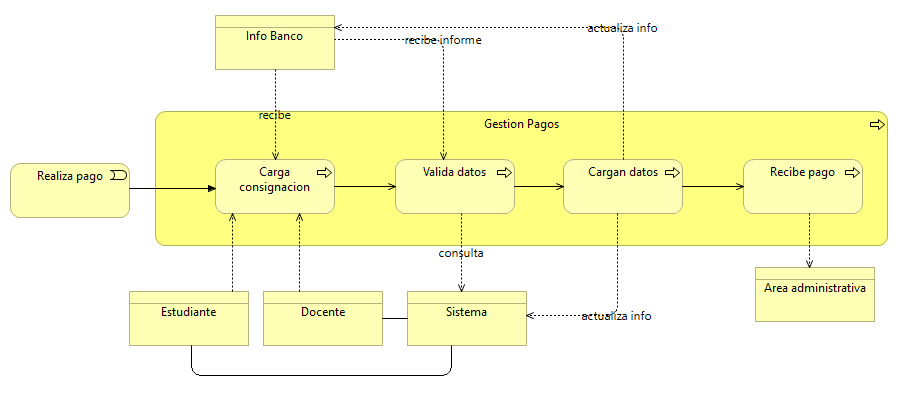 Info Banco
actualiza info
recibe informe
recibe
Gestion Pagos
Realiza pago
Carga
consignacion
Valida datos
Cargan datos
Recibe pago
consulta
Area administrativa
Estudiante
Docente
Sistema
actualiza info